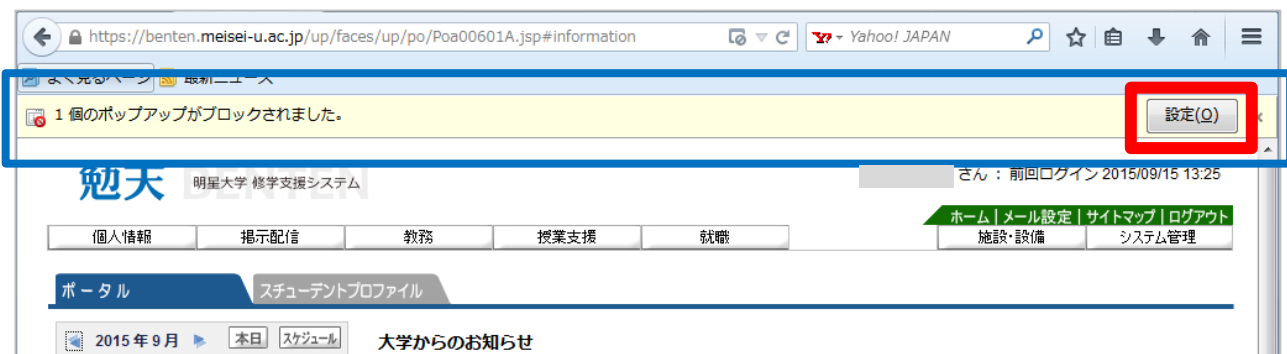 https://benten.meisei-u.ac.jp/up/faces/up/po/Poa00601A.jsp#information Yahoo! JAPAN
よく見るページ 最新ニュース
1 個のポップアップがブロックされました。 設定(O)
勉天 BENTEN 明星大学 修学支援システム さん : 前回ログイン 2015/09/15 13:25
ホーム | メール設定 | サイトマップ | ログアウト
個人情報 掲示配信 教務 授業支援 就職 施設・設備 システム管理
ポータル スチューデントプロファイル
2015年9月 本日 スケジュール 大学からのお知らせ